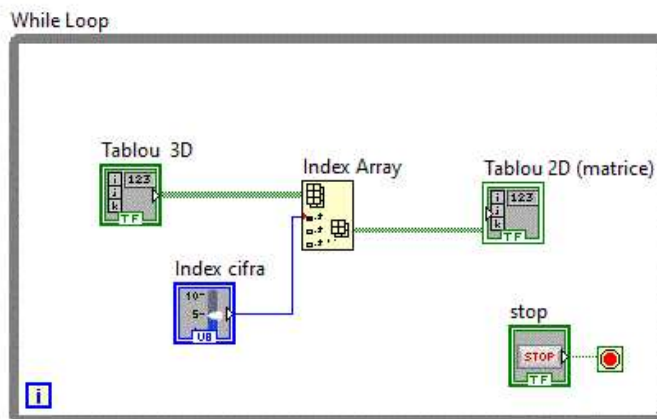 While Loop
Tablou 3D
i
j
k
123
TF
Index Array
Tablou 2D (matrice)
i
j
k
123
TF
Index cifra
10
5
U8
stop
STOP
TF
i